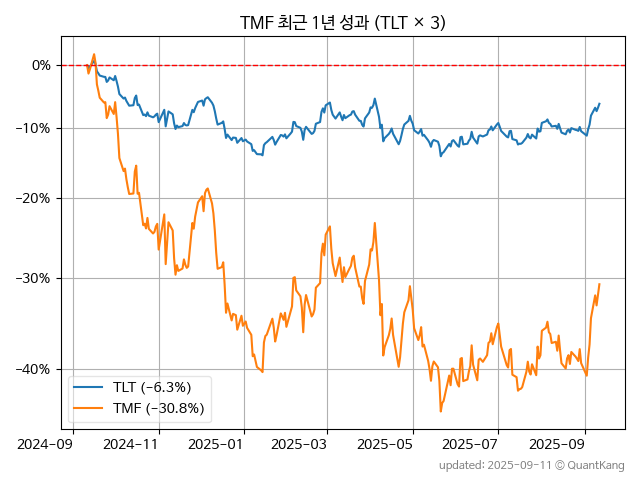 TMF 최근 1년 성과 (TLT × 3)
0%
−10%
−20%
−30%
−40%
TLT (−6.3%)
TMF (−30.8%)
2024-09 2024-11 2025-01 2025-03 2025-05 2025-07 2025-09
updated: 2025-09-11 © QuantKang